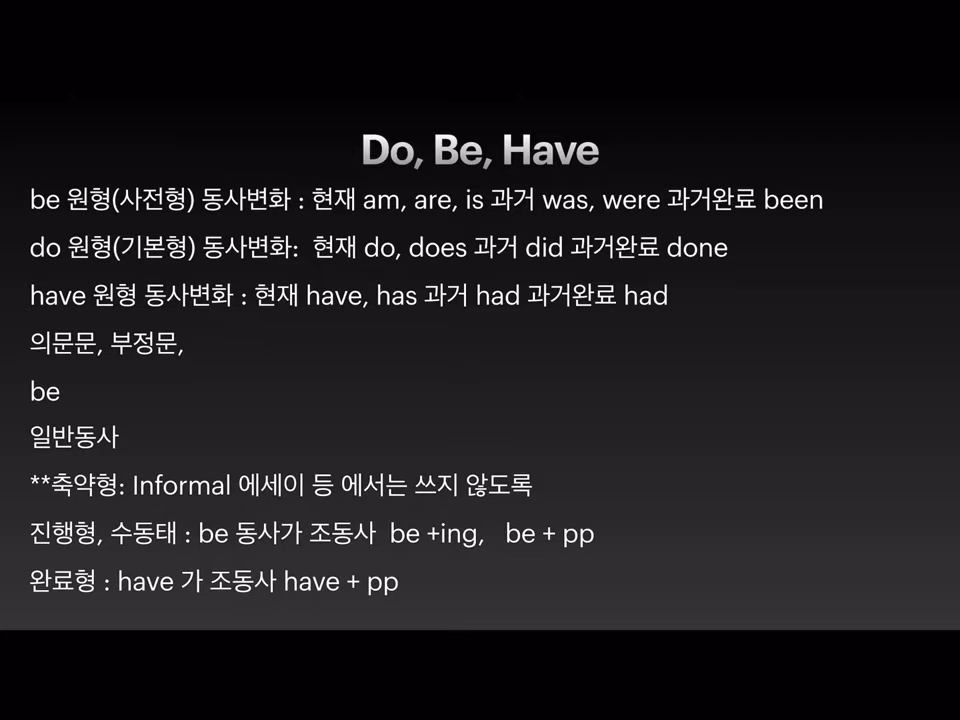 Do, Be, Have
be 원형(사전형) 동사변화 : 현재 am, are, is 과거 was, were 과거완료 been
do 원형(기본형) 동사변화:  현재 do, does 과거 did 과거완료 done
have 원형 동사변화 : 현재 have, has 과거 had 과거완료 had
의문문, 부정문,
be
일반동사
**축약형: Informal 에세이 등 에서는 쓰지 않도록
진행형, 수동태 : be 동사가 조동사  be +ing,   be + pp
완료형 : have 가 조동사 have + pp